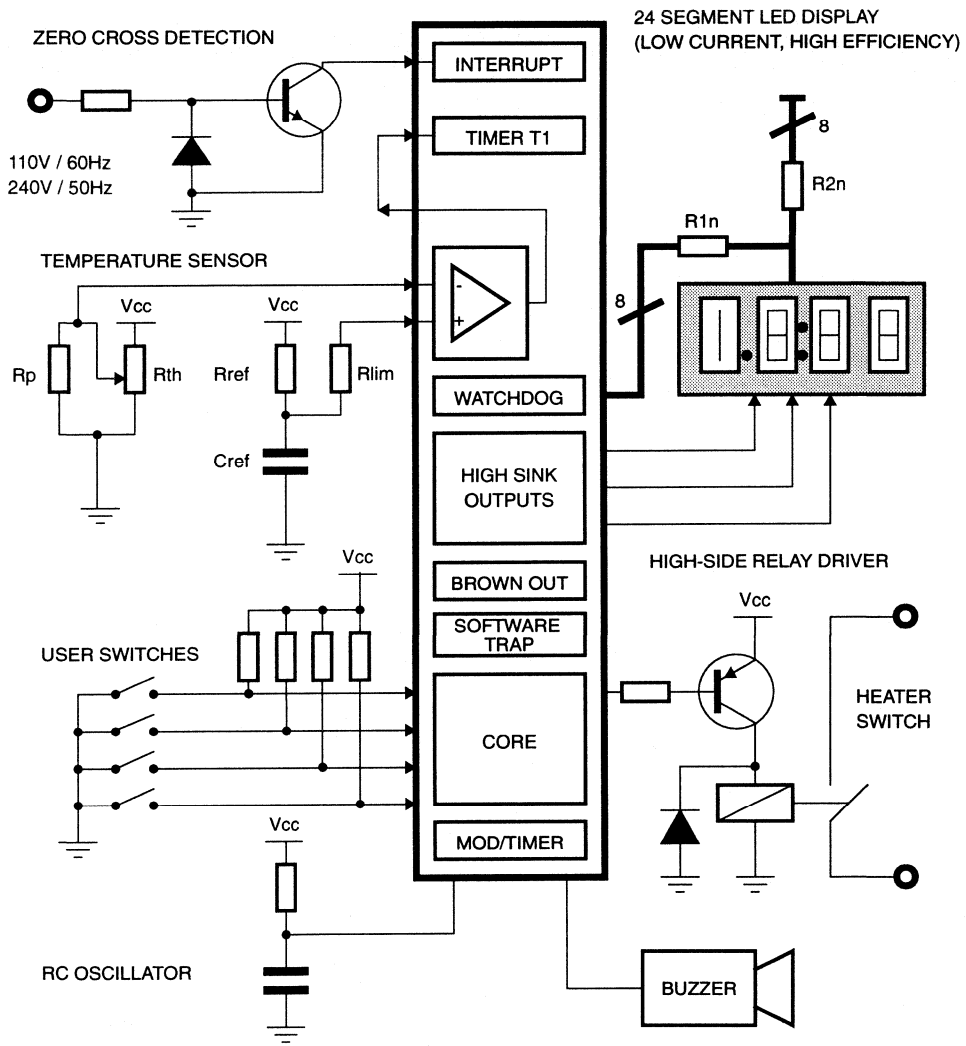 24 SEGMENT LED DISPLAY
(LOW CURRENT, HIGH EFFICIENCY)
ZERO CROSS DETECTION
INTERRUPT
TIMER T1
8
110V / 60Hz
240V / 50Hz
R2n
R1n
TEMPERATURE SENSOR
Vcc
Vcc
8
-
+
Rp
Rth
Rref
Rlim
WATCHDOG
Cref
HIGH SINK
OUTPUTS
Vcc
HIGH-SIDE RELAY DRIVER
BROWN OUT
Vcc
SOFTWARE
TRAP
USER SWITCHES
HEATER
SWITCH
CORE
Vcc
MOD/TIMER
RC OSCILLATOR
BUZZER